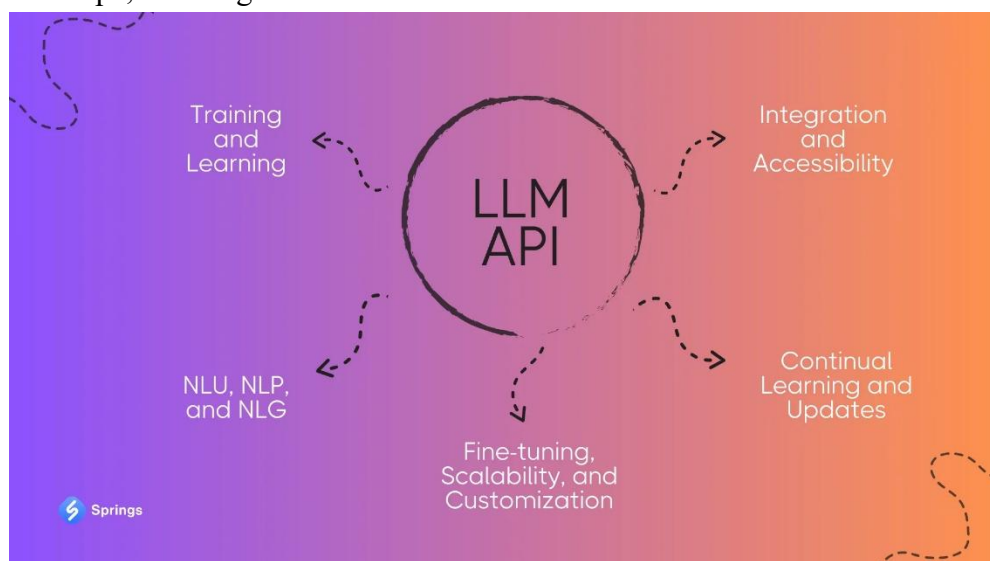 Training
and
Learning
Integration
and
Accessibility
LLM
API
NLU, NLP,
and NLG
Continual
Learning and
Updates
Fine-tuning,
Scalability, and
Customization
Springs